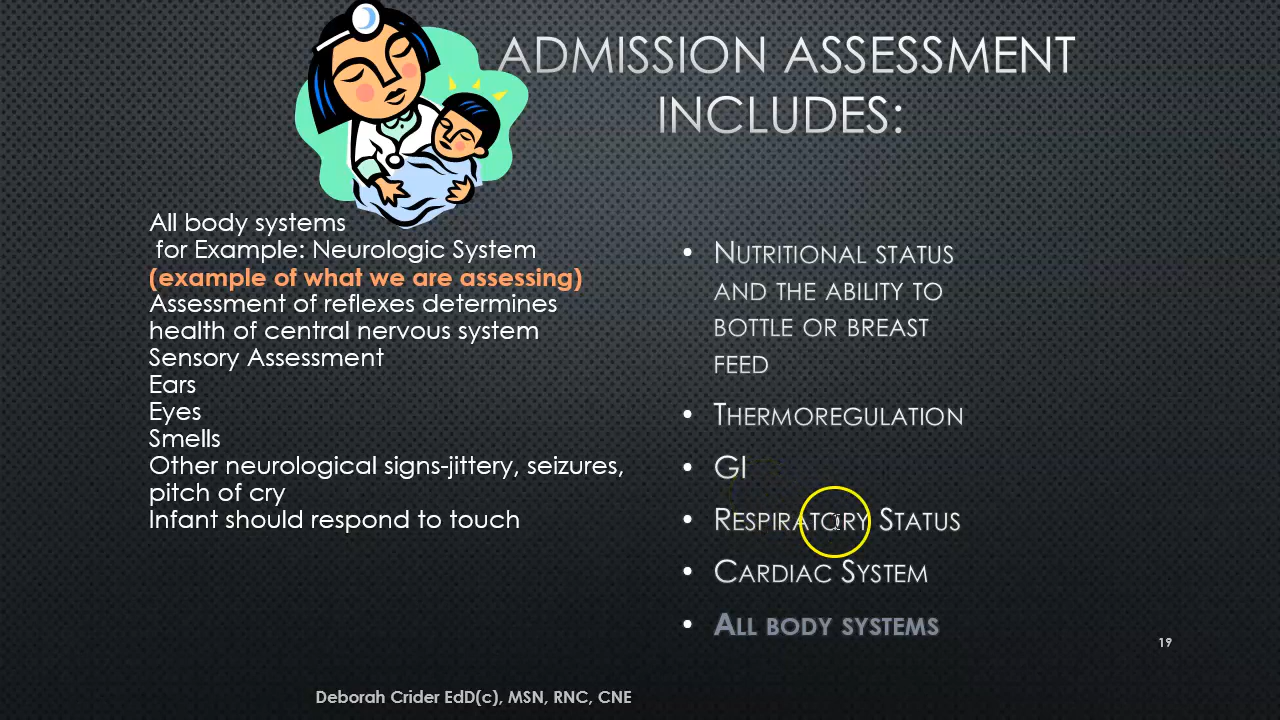 ADMISSION ASSESSMENT
INCLUDES:
All body systems
for Example: Neurologic System
(example of what we are assessing)
Assessment of reflexes determines
health of central nervous system
Sensory Assessment
Ears
Eyes
Smells
Other neurological signs-jittery, seizures,
pitch of cry
Infant should respond to touch
• NUTRITIONAL STATUS
AND THE ABILITY TO
BOTTLE OR BREAST
FEED
• THERMOREGULATION
• GI
• RESPIRATORY STATUS
• CARDIAC SYSTEM
• ALL BODY SYSTEMS
19
Deborah Crider EdD(c), MSN, RNC, CNE